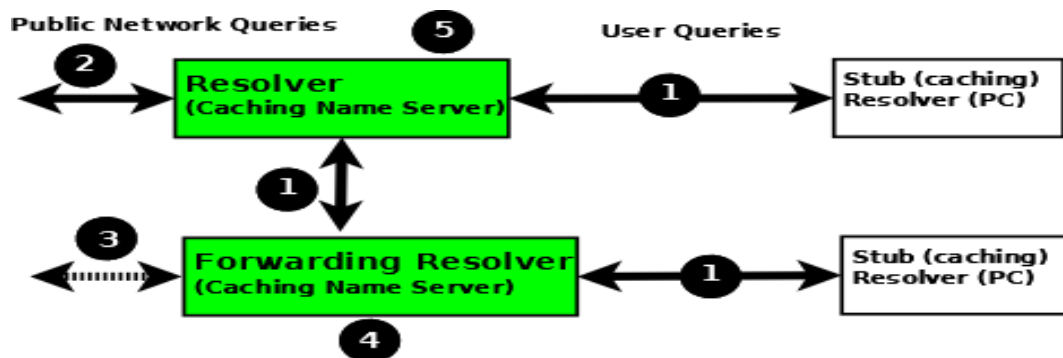 Public Network Queries
5
User Queries
2
Resolver
(Caching Name Server)
1
Stub (caching)
Resolver (PC)
1
3
Forwarding Resolver
(Caching Name Server)
1
Stub (caching)
Resolver (PC)
4